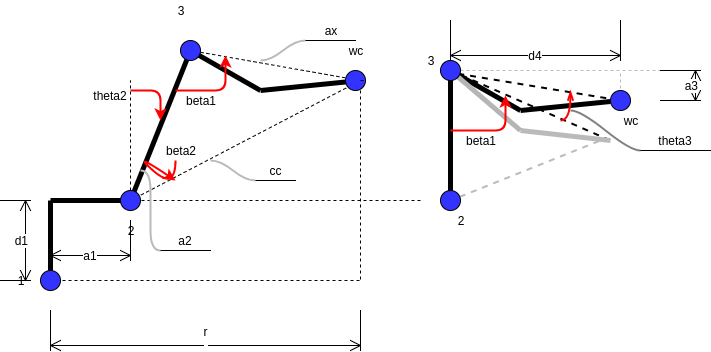 3
ax
wc
theta2
beta1
beta2
cc
2
a2
d1
a1
1
r
d4
3
a3
wc
beta1
theta3
2